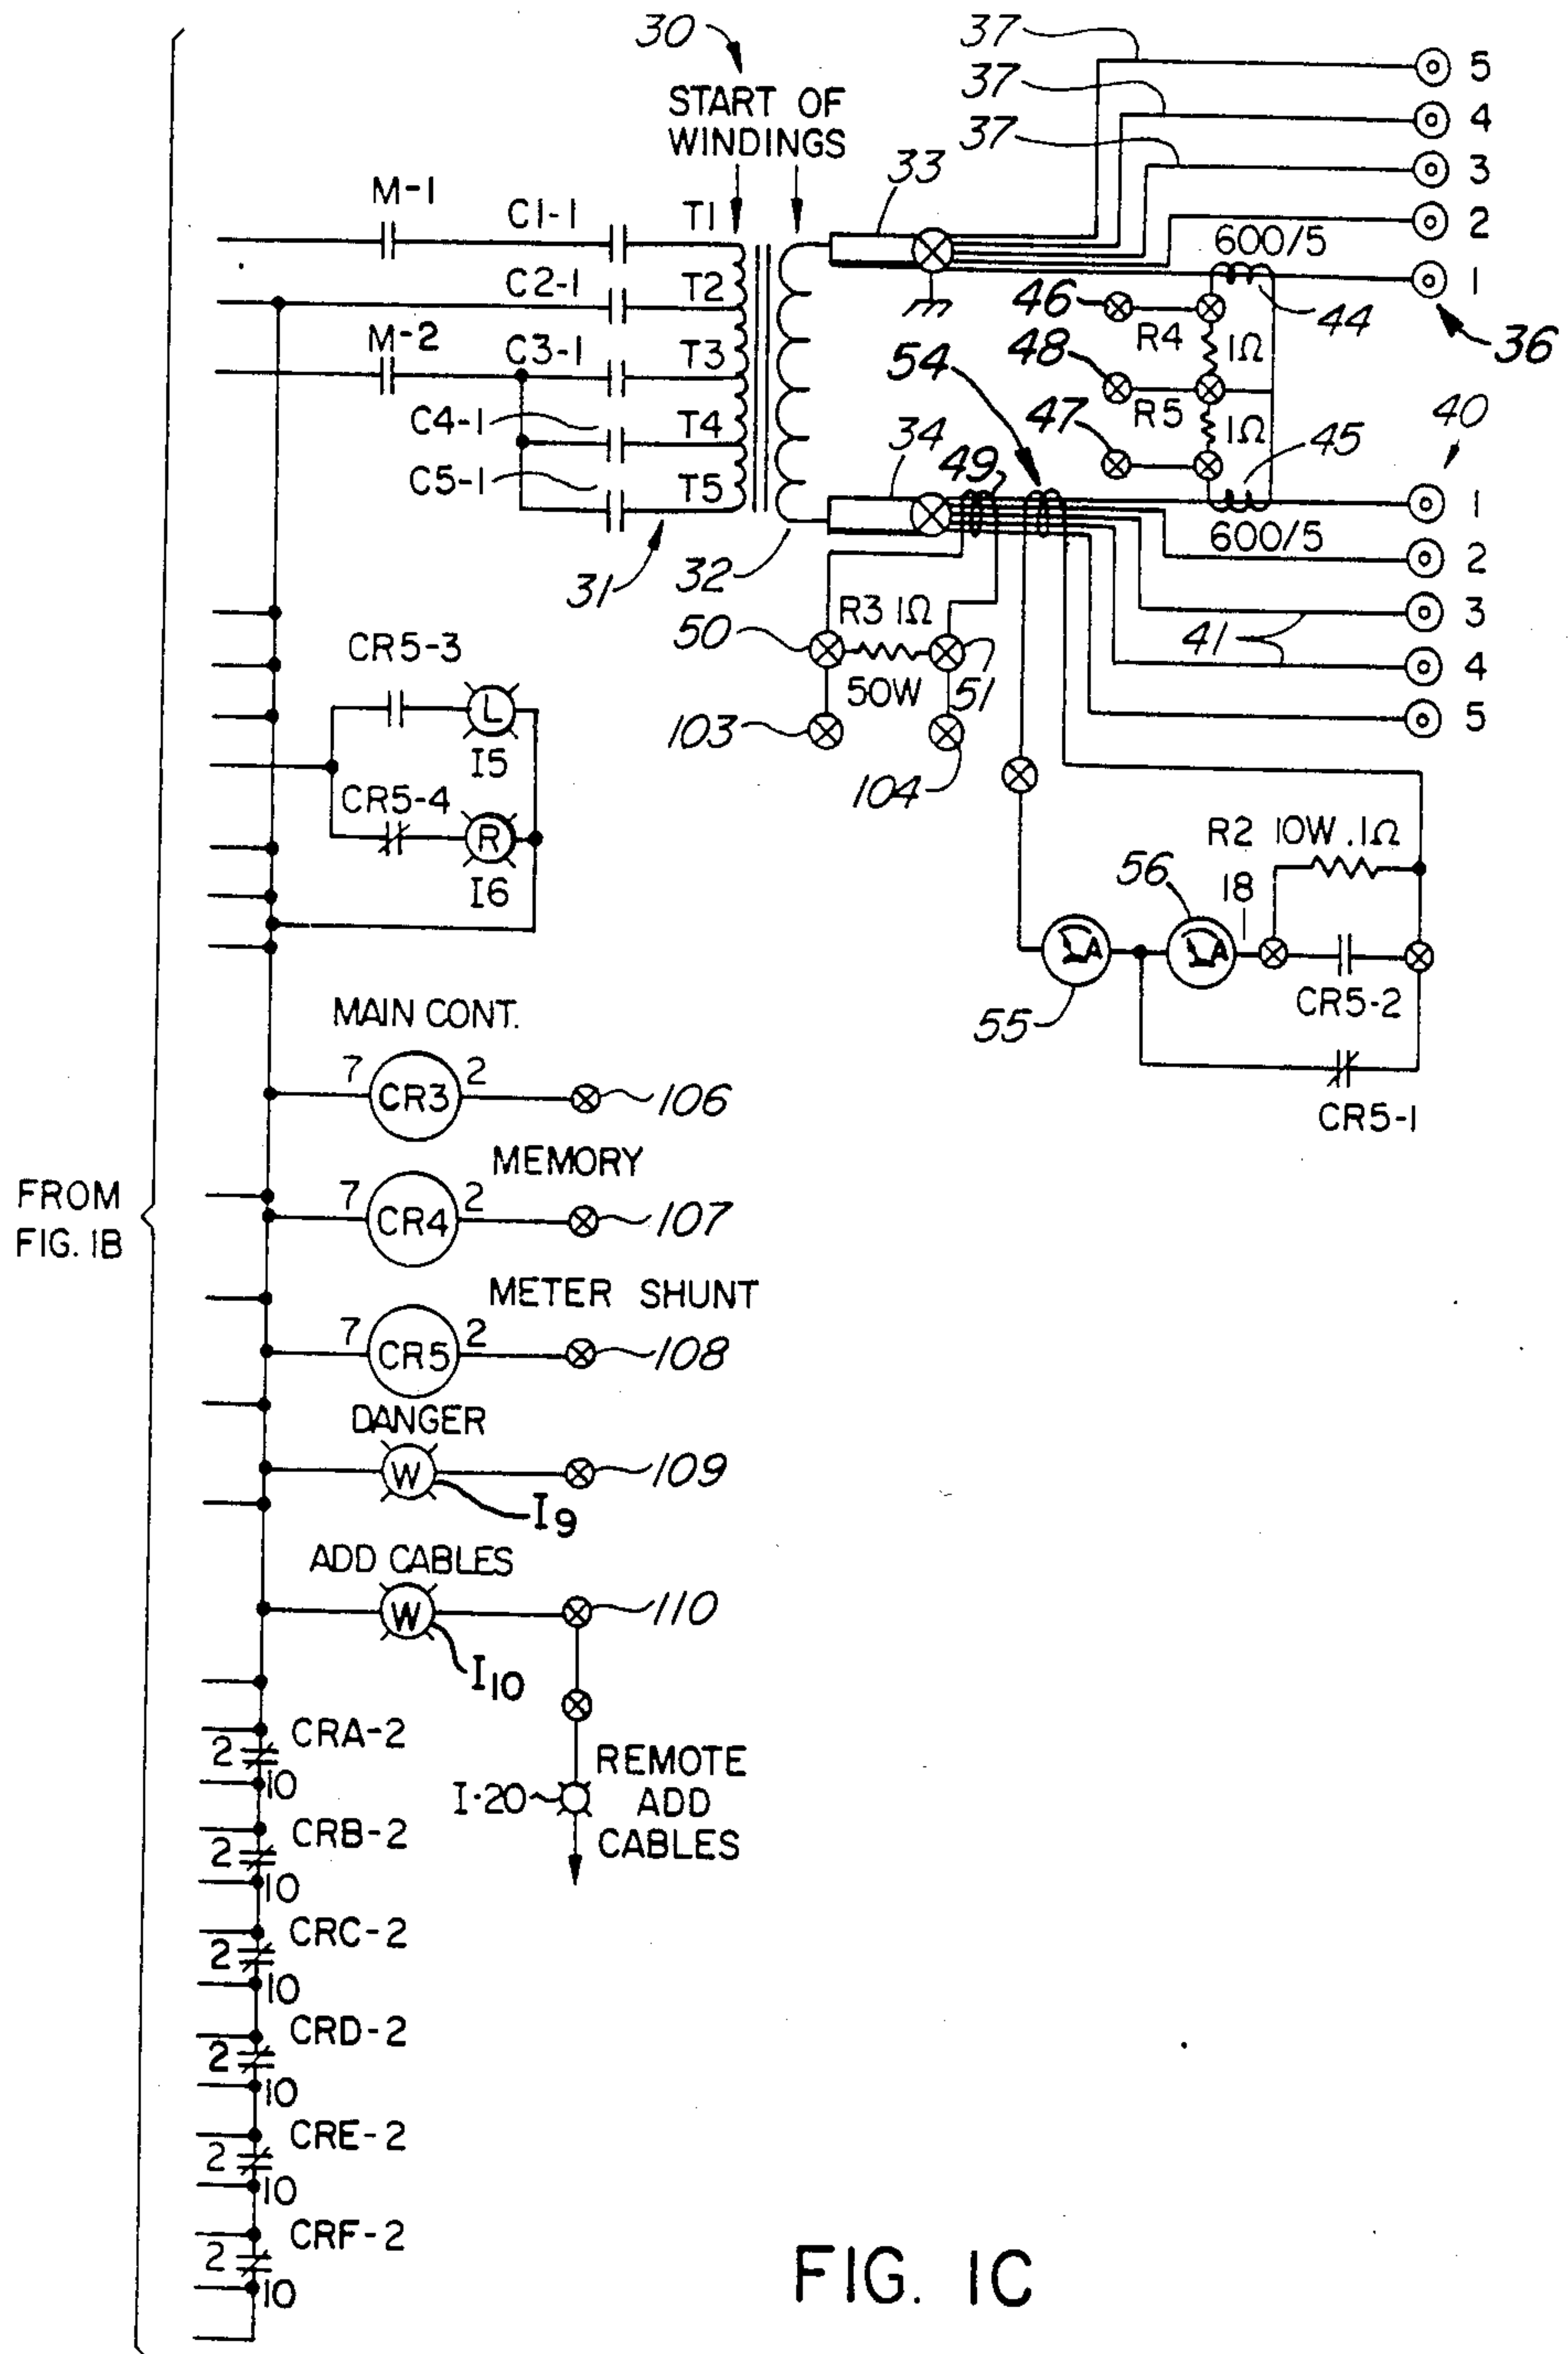 30
START OF
WINDINGS
37
37
37
5
4
3
2
1
33
M-1
C1-1
T1
C2-1
T2
M-2
C3-1
T3
C4-1
T4
C5-1
T5
31
32
600/5
44
36
46
R4
1Ω
48
R5
1Ω
47
54
34
49
45
40
600/5
1
2
3
4
5
41
R3 1Ω
50
50W
51
103
104
CR5-3
L
I5
CR5-4
R
I6
R2 10W .1Ω
56
18
A
A
55
CR5-2
CR5-1
MAIN CONT.
7
CR3
2
106
MEMORY
7
CR4
2
107
METER SHUNT
7
CR5
2
108
DANGER
W
109
I9
ADD CABLES
W
110
I10
I-20
REMOTE
ADD
CABLES
FROM
FIG. 1B
CRA-2
2
10
CRB-2
2
10
CRC-2
2
10
CRD-2
2
10
CRE-2
2
10
CRF-2
2
10
FIG. 1C